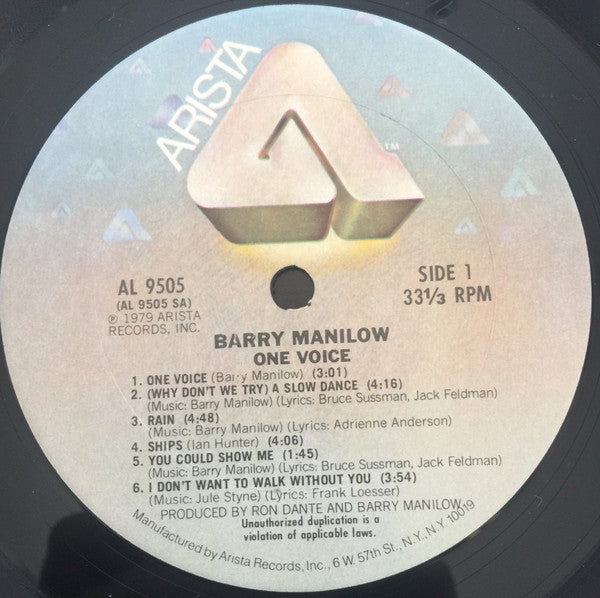 ARISTA
TM
AL 9505
(AL 9505 SA)
℗ 1979 ARISTA
RECORDS, INC.
SIDE 1
33⅓ RPM
BARRY MANILOW
ONE VOICE
1. ONE VOICE (Barry Manilow) (3:01)
2. (WHY DON'T WE TRY) A SLOW DANCE (4:16)
(Music: Barry Manilow) (Lyrics: Bruce Sussman, Jack Feldman)
3. RAIN (4:48)
(Music: Barry Manilow) (Lyrics: Adrienne Anderson)
4. SHIPS (Ian Hunter) (4:06)
5. YOU COULD SHOW ME (1:45)
(Music: Barry Manilow) (Lyrics: Bruce Sussman, Jack Feldman)
6. I DON'T WANT TO WALK WITHOUT YOU (3:54)
(Music: Jule Styne) (Lyrics: Frank Loesser)
PRODUCED BY RON DANTE AND BARRY MANILOW
Unauthorized duplication is a
violation of applicable laws.
Manufactured by Arista Records, Inc., 6 W. 57th St., N.Y., N.Y. 10019